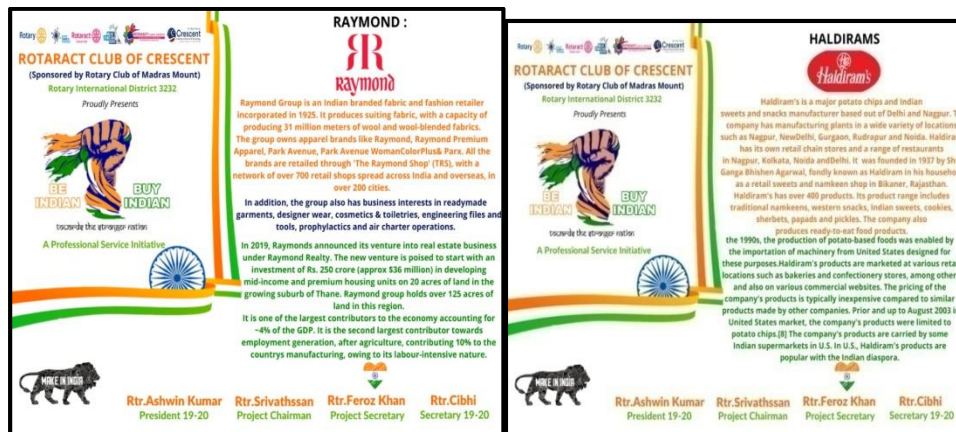 Rotary
Rotaract
Crescent
ROTARACT CLUB OF CRESCENT
(Sponsored by Rotary Club of Madras Mount)
Rotary International District 3232
Proudly Presents
BE
INDIAN
BUY
INDIAN
towards the stronger nation
A Professional Service Initiative
MAKE IN INDIA
RAYMOND :
Raymond
Raymond Group is an Indian branded fabric and fashion retailer
incorporated in 1925. It produces suiting fabric, with a capacity of
producing 31 million meters of wool and wool-blended fabrics.
The group owns apparel brands like Raymond, Raymond Premium
Apparel, Park Avenue, Park Avenue WomanColorPlus& Parx. All the
brands are retailed through 'The Raymond Shop' (TRS), with a
network of over 700 retail shops spread across India and overseas, in
over 200 cities.
In addition, the group also has business interests in readymade
garments, designer wear, cosmetics & toiletries, engineering files and
tools, prophylactics and air charter operations.
In 2019, Raymonds announced its venture into real estate business
under Raymond Realty. The new venture is poised to start with an
investment of Rs. 250 crore (approx $36 million) in developing
mid-income and premium housing units on 20 acres of land in the
growing suburb of Thane. Raymond group holds over 125 acres of
land in this region.
It is one of the largest contributors to the economy accounting for
~4% of the GDP. It is the second largest contributor towards
employment generation, after agriculture, contributing 10% to the
countrys manufacturing, owing to its labour-intensive nature.
Rtr.Ashwin Kumar Rtr.Srivathssan Rtr.Feroz Khan Rtr.Cibhi
President 19-20 Project Chairman Project Secretary Secretary 19-20
Rotary
Rotaract
Crescent
ROTARACT CLUB OF CRESCENT
(Sponsored by Rotary Club of Madras Mount)
Rotary International District 3232
Proudly Presents
BE
INDIAN
BUY
INDIAN
towards the stronger nation
A Professional Service Initiative
MAKE IN INDIA
HALDIRAMS
Haldiram's
Haldiram's is a major potato chips and Indian
sweets and snacks manufacturer based out of Delhi and Nagpur. T
company has manufacturing plants in a wide variety of locations
such as Nagpur, NewDelhi, Gurgaon, Rudrapur and Noida. Haldira
has its own retail chain stores and a range of restaurants
in Nagpur, Kolkata, Noida andDelhi. It was founded in 1937 by Sh
Ganga Bhishen Agarwal, fondly known as Haldiram in his househo
as a retail sweets and namkeen shop in Bikaner, Rajasthan.
Haldiram's has over 400 products. Its product range includes
traditional namkeens, western snacks, Indian sweets, cookies,
sherbets, papads and pickles. The company also
produces ready-to-eat food products.
the 1990s, the production of potato-based foods was enabled by
the importation of machinery from United States designed for
these purposes.Haldiram's products are marketed at various reta
locations such as bakeries and confectionery stores, among other
and also on various commercial websites. The pricing of the
company's products is typically inexpensive compared to similar
products made by other companies. Prior and up to August 2003 i
United States market, the company's products were limited to
potato chips.[8] The company's products are carried by some
Indian supermarkets in U.S. In U.S., Haldiram's products are
popular with the Indian diaspora.
Rtr.Ashwin Kumar Rtr.Srivathssan Rtr.Feroz Khan Rtr.Cibhi
President 19-20 Project Chairman Project Secretary Secretary 19-20